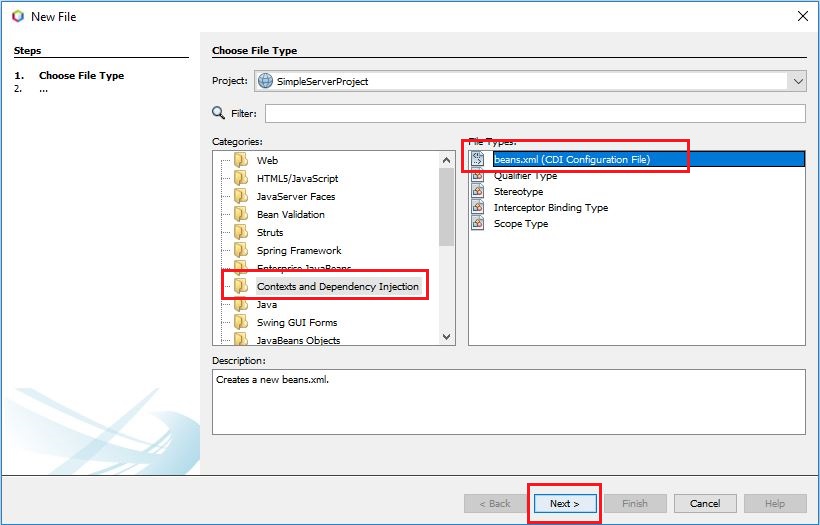 New File
Steps
1. Choose File Type
2. ...
Choose File Type
Project: SimpleServerProject
Filter:
Categories:
Web
HTML5/JavaScript
JavaServer Faces
Bean Validation
Struts
Spring Framework
Enterprise JavaBeans
Contexts and Dependency Injection
Java
Swing GUI Forms
JavaBeans Objects
File Types:
beans.xml (CDI Configuration File)
Qualifier Type
Stereotype
Interceptor Binding Type
Scope Type
Description:
Creates a new beans.xml.
< Back Next > Finish Cancel Help